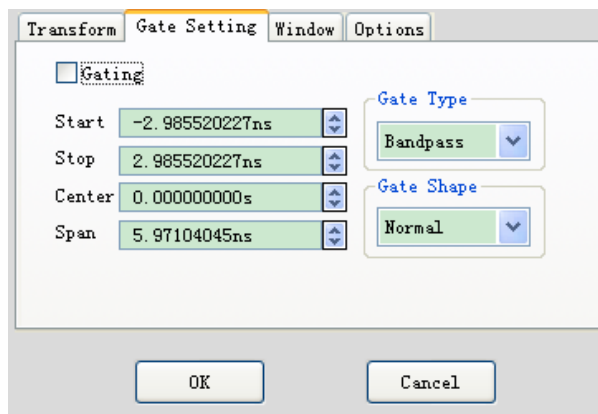 Transform Gate Setting Window Options
Gating
Start -2.985520227ns
Stop 2.985520227ns
Center 0.000000000s
Span 5.97104045ns
Gate Type
Bandpass
Gate Shape
Normal
OK Cancel